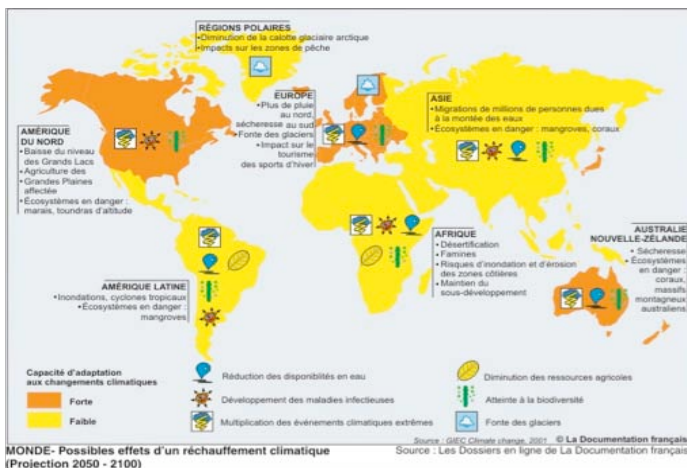 RÉGIONS POLAIRES
•Diminution de la calotte glaciaire arctique
•Impacts sur les zones de pêche
EUROPE
•Plus de pluie
au nord,
sécheresse au sud
•Fonte des glaciers
•Impact sur le
tourisme
des sports d'hiver
ASIE
•Migrations de millions de personnes dues
à la montée des eaux
•Écosystèmes en danger : mangroves, coraux
AMÉRIQUE
DU NORD
•Baisse du niveau
des Grands Lacs
•Agriculture des
•Grandes Plaines
affectée
•Écosystèmes en danger :
marais, toundras d'altitude
AMÉRIQUE LATINE
•Inondations, cyclones tropicaux
•Écosystèmes en danger :
mangroves
AFRIQUE
•Désertification
•Famines
•Risques d'inondation et d'érosion
des zones côtières
•Maintien du
sous-développement
AUSTRALIE
NOUVELLE-ZÉLANDE
•Sécheresse
•Écosystèmes
en danger :
coraux,
massifs
montagneux
australiens
Capacité d'adaptation
aux changements climatiques
Forte
Faible
Réduction des disponibilités en eau
Développement des maladies infectieuses
Multiplication des événements climatiques extrêmes
Diminution des ressources agricoles
Atteinte à la biodiversité
Fonte des glaciers
Source : GIEC Climate change, 2001 © La Documentation français
MONDE- Possibles effets d'un réchauffement climatique
(Projection 2050 - 2100)
Source : Les Dossiers en ligne de La Documentation français